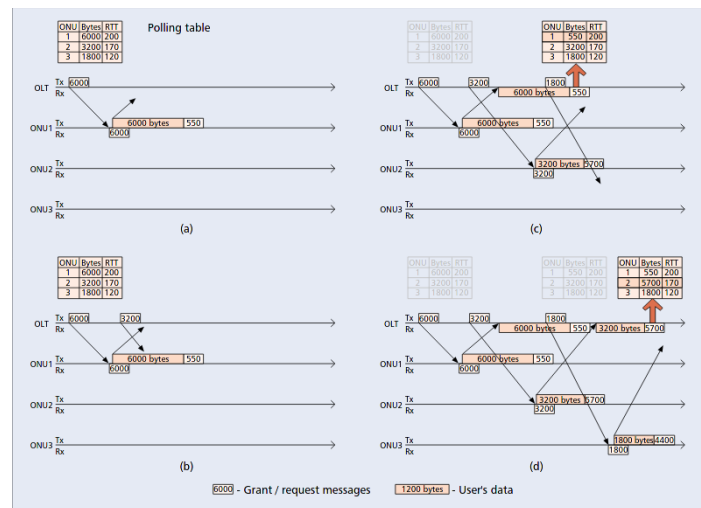 Polling table
ONU Bytes RTT
1 6000 200
2 3200 170
3 1800 120
OLT Tx Rx 6000
ONU1 Tx Rx 6000 bytes 550
6000
ONU2 Tx Rx
ONU3 Tx Rx
(a)
ONU Bytes RTT
1 6000 200
2 3200 170
3 1800 120
ONU Bytes RTT
1 550 200
2 3200 170
3 1800 120
OLT Tx Rx 6000 3200 1800
6000 bytes 550
ONU1 Tx Rx 6000 bytes 550
6000
ONU2 Tx Rx 3200 bytes 5700
3200
ONU3 Tx Rx
(c)
ONU Bytes RTT
1 6000 200
2 3200 170
3 1800 120
OLT Tx Rx 6000 3200
ONU1 Tx Rx 6000 bytes 550
6000
ONU2 Tx Rx
ONU3 Tx Rx
(b)
ONU Bytes RTT
1 6000 200
2 3200 170
3 1800 120
ONU Bytes RTT
1 550 200
2 3200 170
3 1800 120
ONU Bytes RTT
1 550 200
2 5700 170
3 1800 120
OLT Tx Rx 6000 3200 1800
6000 bytes 550 3200 bytes 5700
ONU1 Tx Rx 6000 bytes 550
6000
ONU2 Tx Rx 3200 bytes 5700
3200
ONU3 Tx Rx 1800 bytes 4400
1800
(d)
6000 - Grant / request messages 1200 bytes - User's data